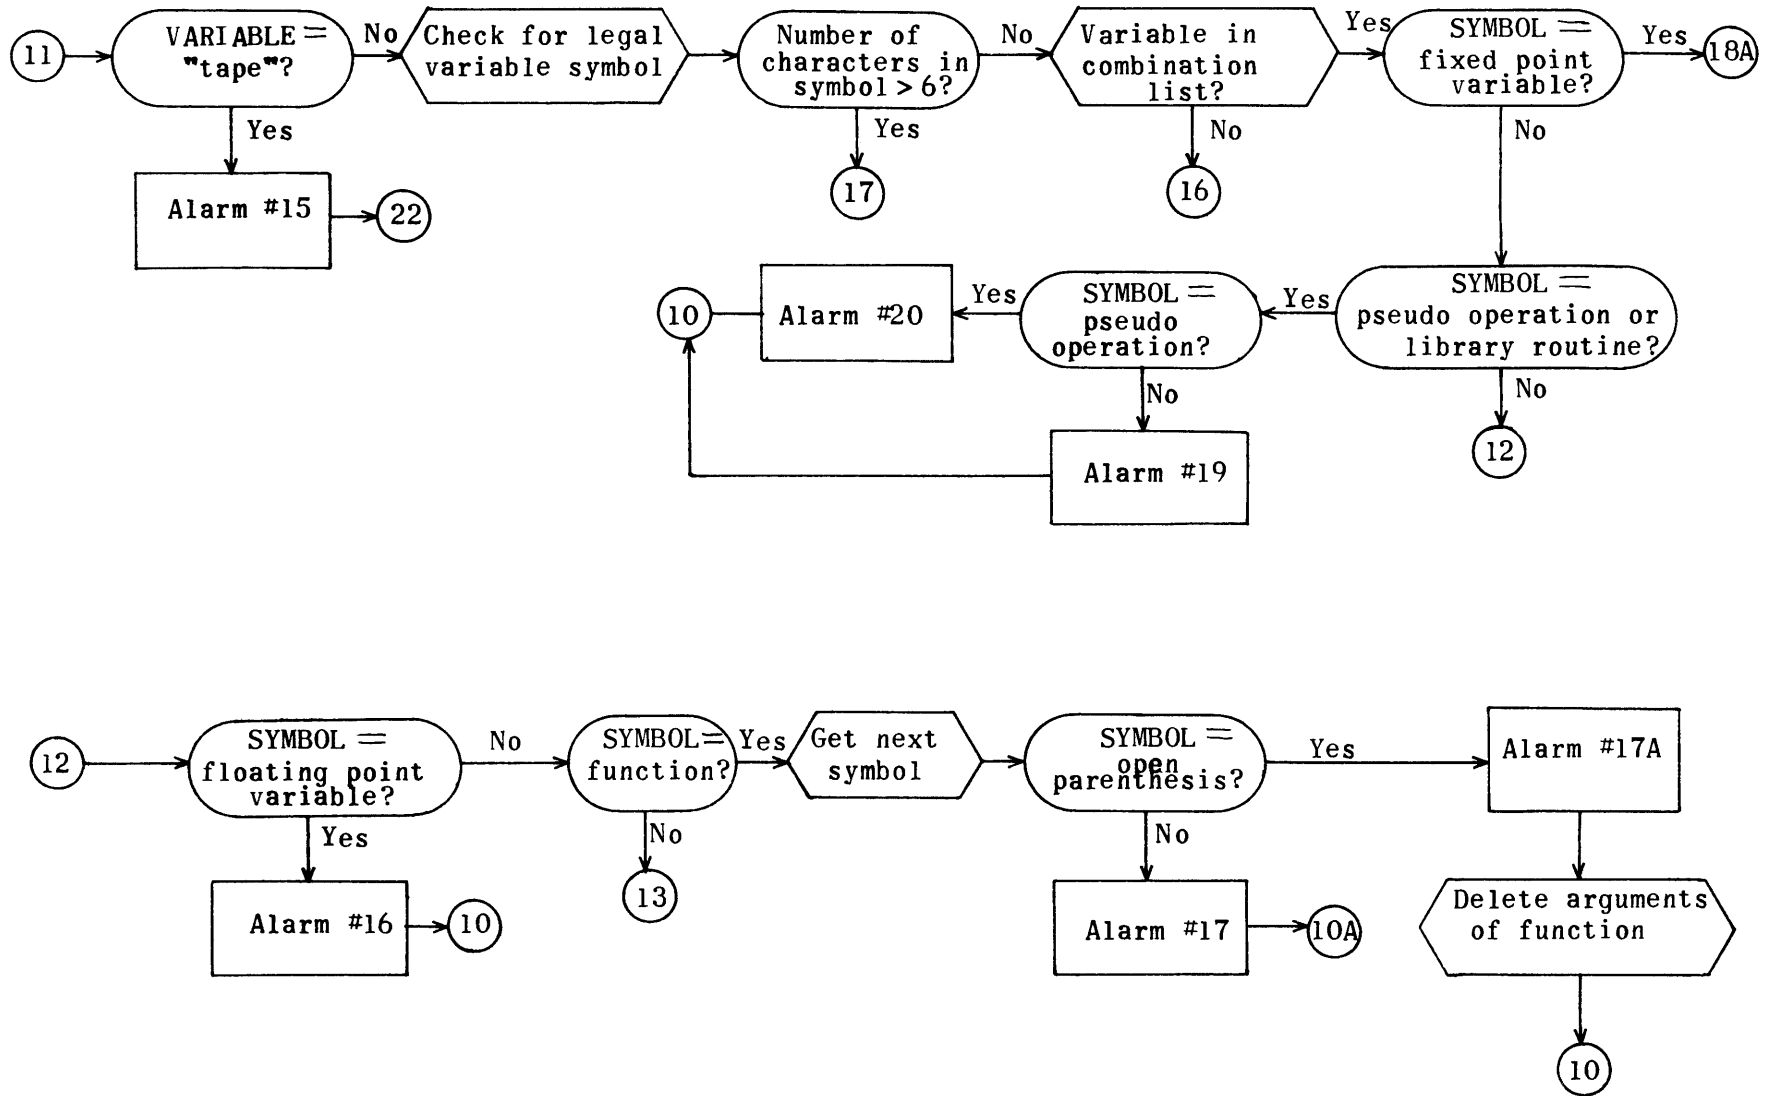 11
VARIABLE =
"tape"?
No
Yes
Alarm #15
22
Check for legal
variable symbol
Number of
characters in
symbol > 6?
No
Yes
17
Variable in
combination
list?
Yes
No
16
SYMBOL =
fixed point
variable?
Yes
18A
No
SYMBOL =
pseudo operation or
library routine?
Yes
No
12
SYMBOL =
pseudo
operation?
Yes
No
Alarm #20
10
Alarm #19
12
SYMBOL =
floating point
variable?
No
Yes
Alarm #16
10
SYMBOL=
function?
Yes
No
13
Get next
symbol
SYMBOL =
open
parenthesis?
Yes
No
Alarm #17
10A
Alarm #17A
Delete arguments
of function
10